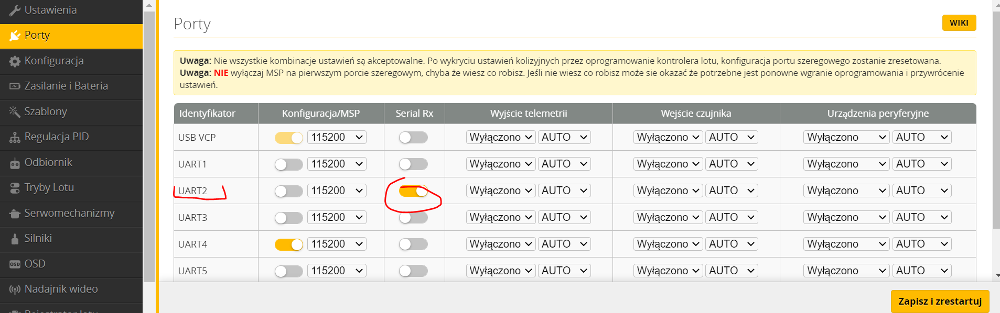 Ustawienia
Porty
Konfiguracja
Zasilanie i Bateria
Szablony
Regulacja PID
Odbiornik
Tryby Lotu
Serwomechanizmy
Silniki
OSD OSD
Nadajnik wideo
Porty
WIKI
Uwaga: Nie wszystkie kombinacje ustawień są akceptowalne. Po wykryciu ustawień kolizyjnych przez oprogramowanie kontrolera lotu, konfiguracja portu szeregowego zostanie zresetowana.
Uwaga: NIE wyłączaj MSP na pierwszym porcie szeregowym, chyba że wiesz co robisz. Jeśli nie wiesz co robisz może sie okazać że potrzebne jest ponowne wgranie oprogramowania i przywrócenie
ustawień.
Identyfikator Konfiguracja/MSP Serial Rx Wyjście telemetrii Wejście czujnika Urządzenia peryferyjne
USB VCP 115200 Wyłączono AUTO Wyłączono AUTO Wyłączono AUTO
UART1 115200 Wyłączono AUTO Wyłączono AUTO Wyłączono AUTO
UART2 115200 Wyłączono AUTO Wyłączono AUTO Wyłączono AUTO
UART3 115200 Wyłączono AUTO Wyłączono AUTO Wyłączono AUTO
UART4 115200 Wyłączono AUTO Wyłączono AUTO Wyłączono AUTO
UART5 115200 Wyłączono AUTO Wyłączono AUTO Wyłączono AUTO
Zapisz i zrestartuj